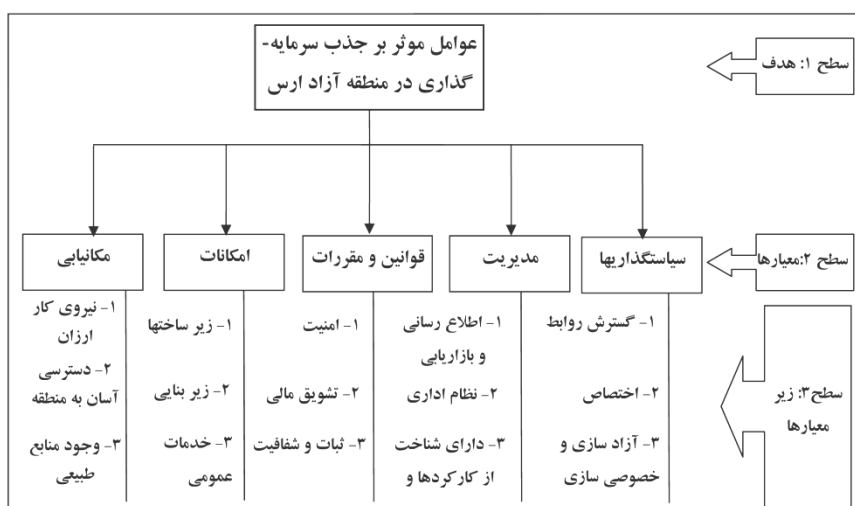 عوامل موثر بر جذب سرمایه-
گذاری در منطقه آزاد ارس
سطح ۱: هدف
سیاستگذاریها
مدیریت
قوانین و مقررات
امکانات
مکانیابی
سطح ۲:معیارها
۱- گسترش روابط
۲- اختصاص
۳- آزاد سازی و
خصوصی سازی
۱- اطلاع رسانی
و بازاریابی
۲- نظام اداری
۳- دارای شناخت
از کارکردها و
۱- امنیت
۲- تشویق مالی
۳- ثبات و شفافیت
۱- زیر ساختها
۲- زیر بنایی
۳- خدمات
عمومی
۱- نیروی کار
ارزان
۲- دسترسی
آسان به منطقه
۳- وجود منابع
طبیعی
سطح۳: زیر
معیارها